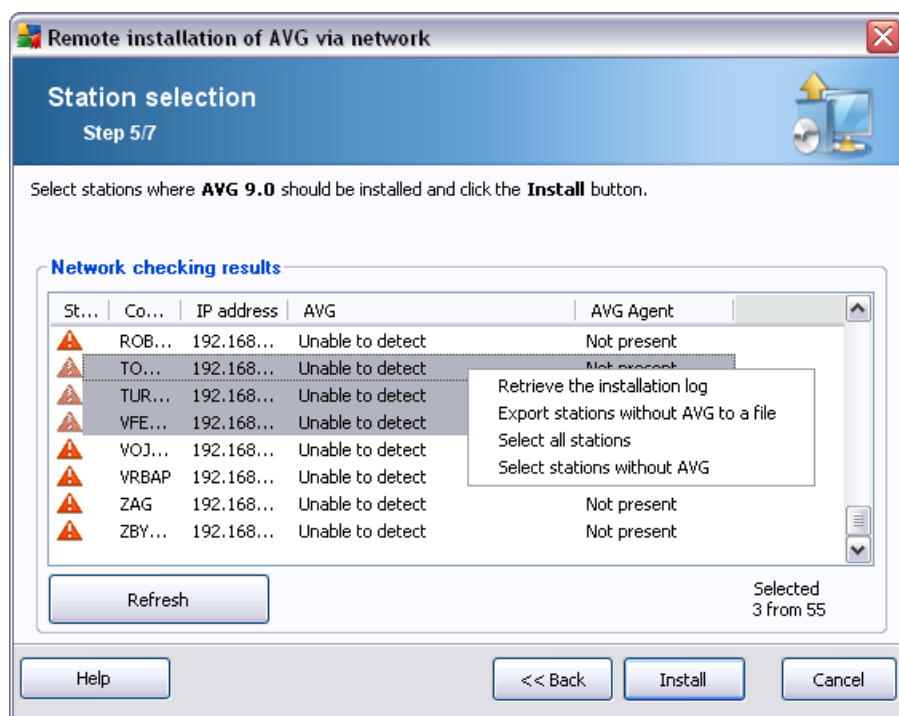 Remote installation of AVG via network
Station selection
Step 5/7
Select stations where AVG 9.0 should be installed and click the Install button.
Network checking results
St... Co... IP address AVG AVG Agent
ROB... 192.168... Unable to detect Not present
TO... 192.168... Unable to detect Not present
TUR... 192.168... Unable to detect
VFE... 192.168... Unable to detect
VOJ... 192.168... Unable to detect
VRBAP 192.168... Unable to detect
ZAG 192.168... Unable to detect Not present
ZBY... 192.168... Unable to detect Not present
Retrieve the installation log
Export stations without AVG to a file
Select all stations
Select stations without AVG
Refresh
Selected
3 from 55
Help
<< Back
Install
Cancel